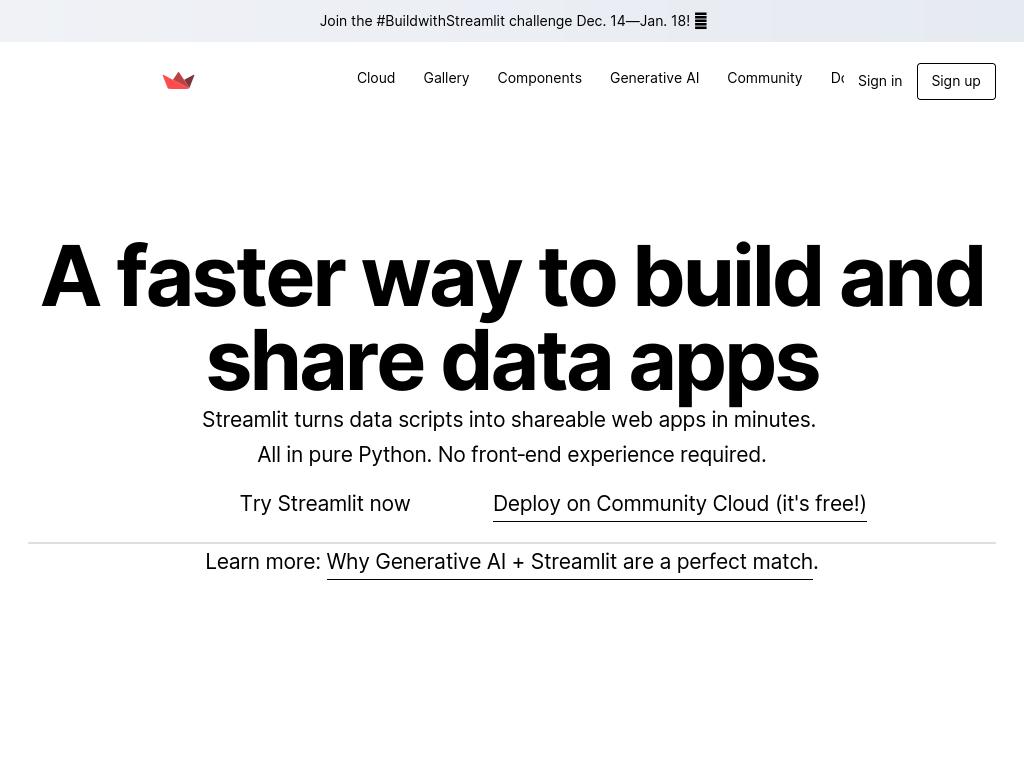 Join the #BuildwithStreamlit challenge Dec. 14—Jan. 18!
Cloud Gallery Components Generative AI Community Sign in Sign up
A faster way to build and
share data apps
Streamlit turns data scripts into shareable web apps in minutes.
All in pure Python. No front-end experience required.
Try Streamlit now Deploy on Community Cloud (it's free!)
Learn more: Why Generative AI + Streamlit are a perfect match.